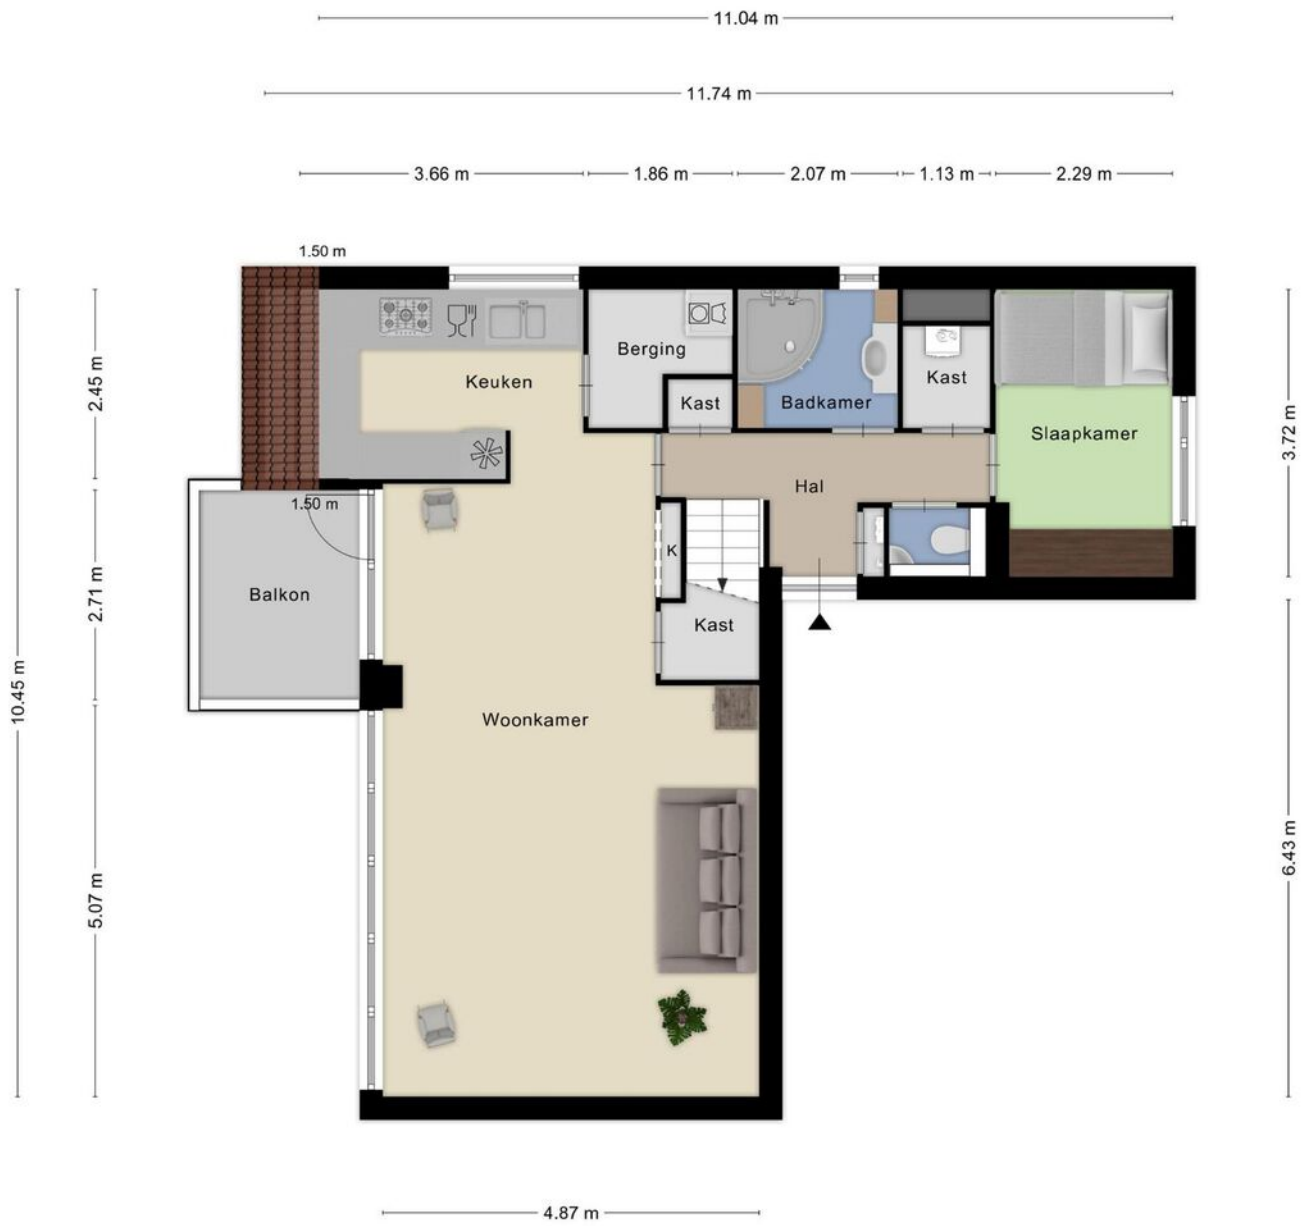 11.04 m
11.74 m
3.66 m
1.86 m
2.07 m
1.13 m
2.29 m
1.50 m
2.45 m
3.72 m
Berging
Keuken
Kast
Badkamer
Kast
Slaapkamer
Hal
1.50 m
K
Balkon
2.71 m
Kast
10.45 m
Woonkamer
5.07 m
6.43 m
4.87 m